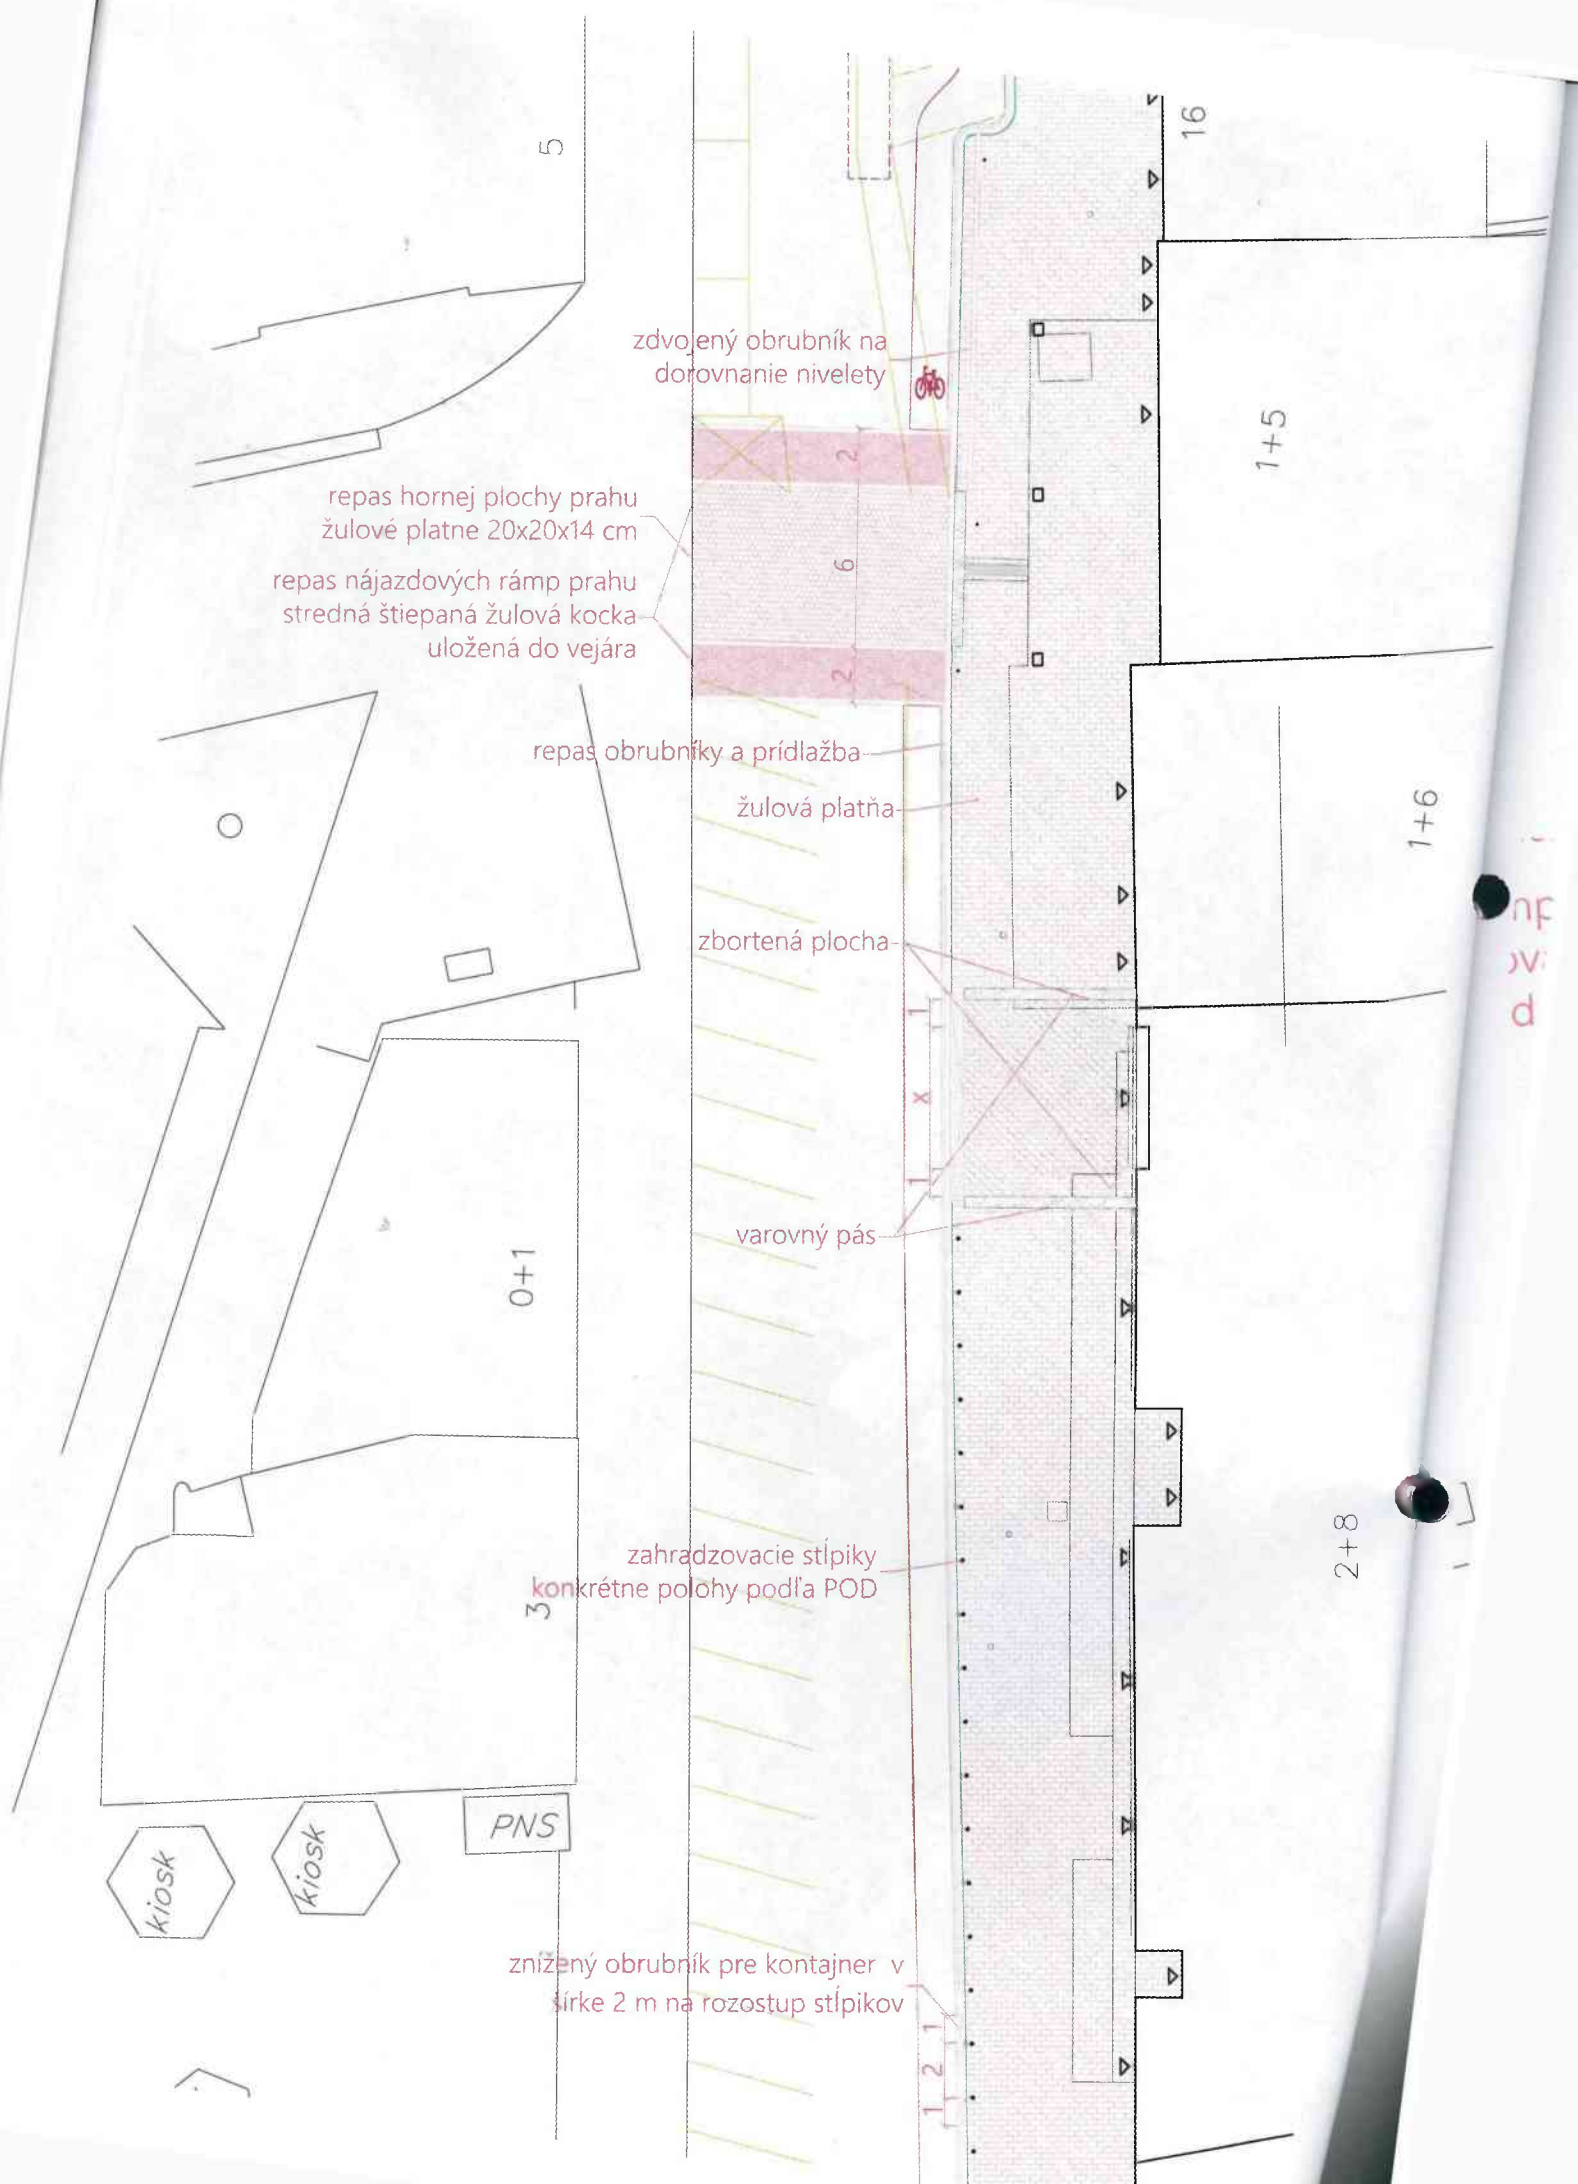 5
16
zdvojený obrubník na
dorovnanie nivelety
1+5
2
repas hornej plochy prahu
žulové platne 20x20x14 cm
6
repas nájazdových rámp prahu
stredná štiepaná žulová kocka
uložená do vejára
2
repas obrubníky a prídlažba
žulová platňa
1+6
zbortená plocha
1
x
1
varovný pás
0+1
zahradzovacie stĺpiky
konkrétne polohy podľa POD
3
2+8
PNS
kiosk
kiosk
znížený obrubník pre kontajner v
šírke 2 m na rozostup stĺpikov
1
2
1